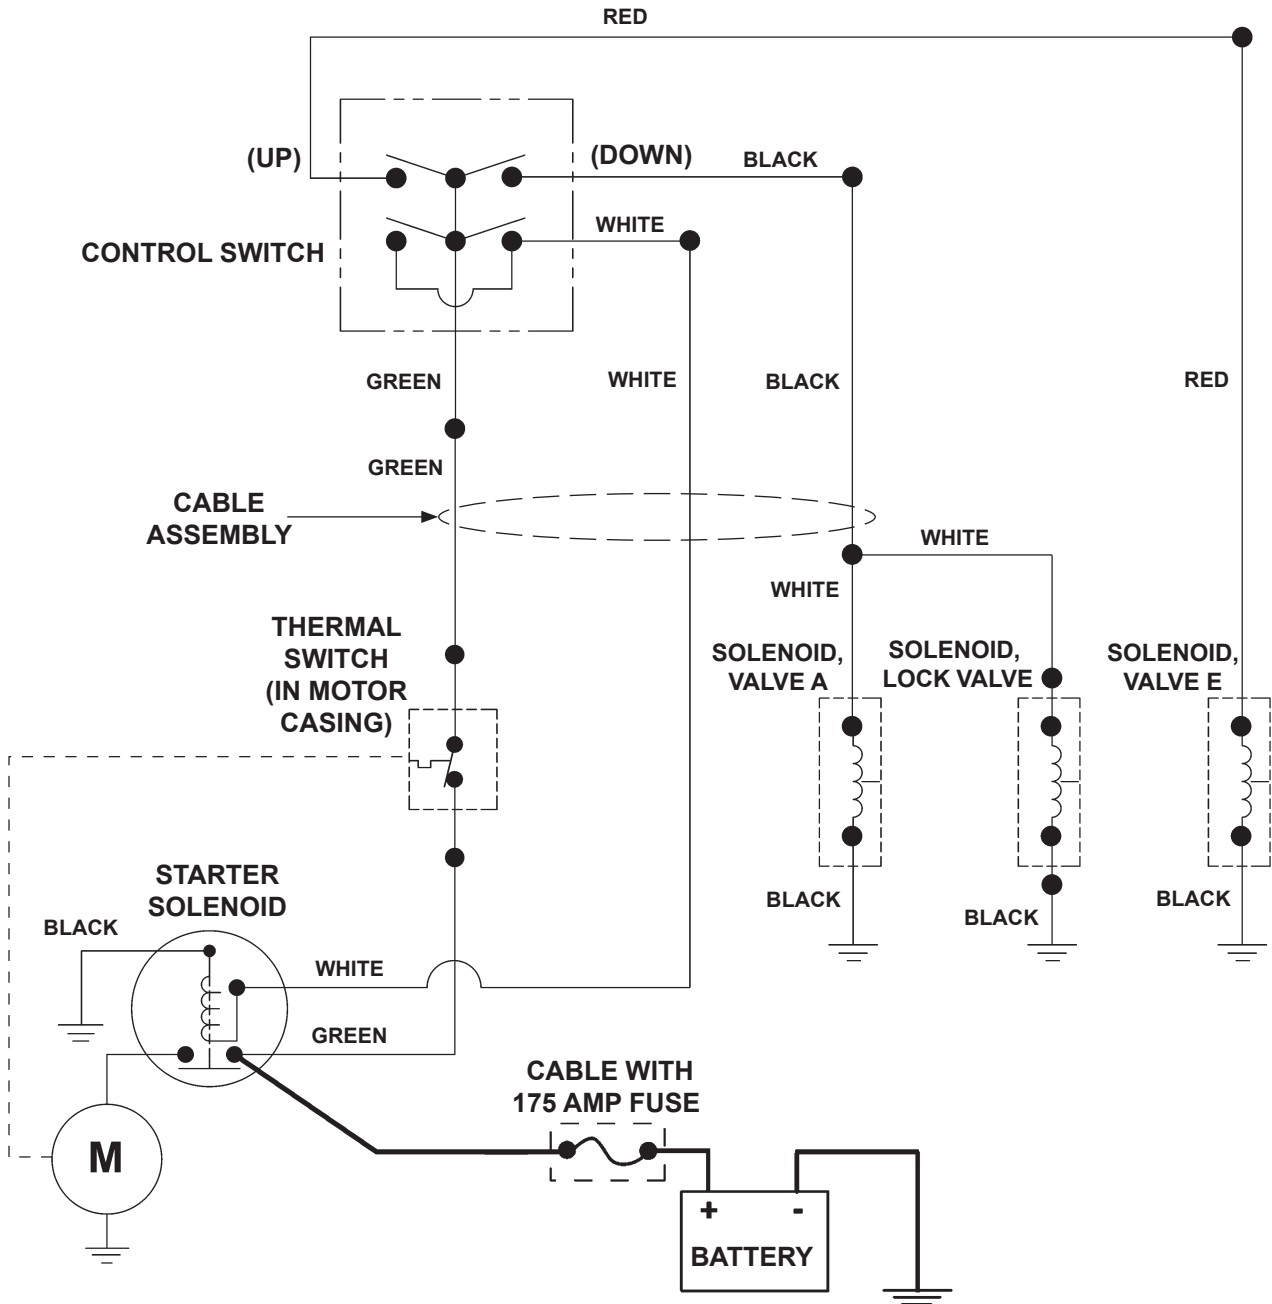 RED
(UP)
(DOWN)
BLACK
WHITE
CONTROL SWITCH
GREEN
WHITE
BLACK
RED
GREEN
CABLE
ASSEMBLY
WHITE
WHITE
THERMAL
SWITCH
(IN MOTOR
CASING)
SOLENOID,
VALVE A
SOLENOID,
LOCK VALVE
SOLENOID,
VALVE E
STARTER
SOLENOID
BLACK
BLACK
BLACK
BLACK
WHITE
GREEN
CABLE WITH
175 AMP FUSE
M
+ -
BATTERY